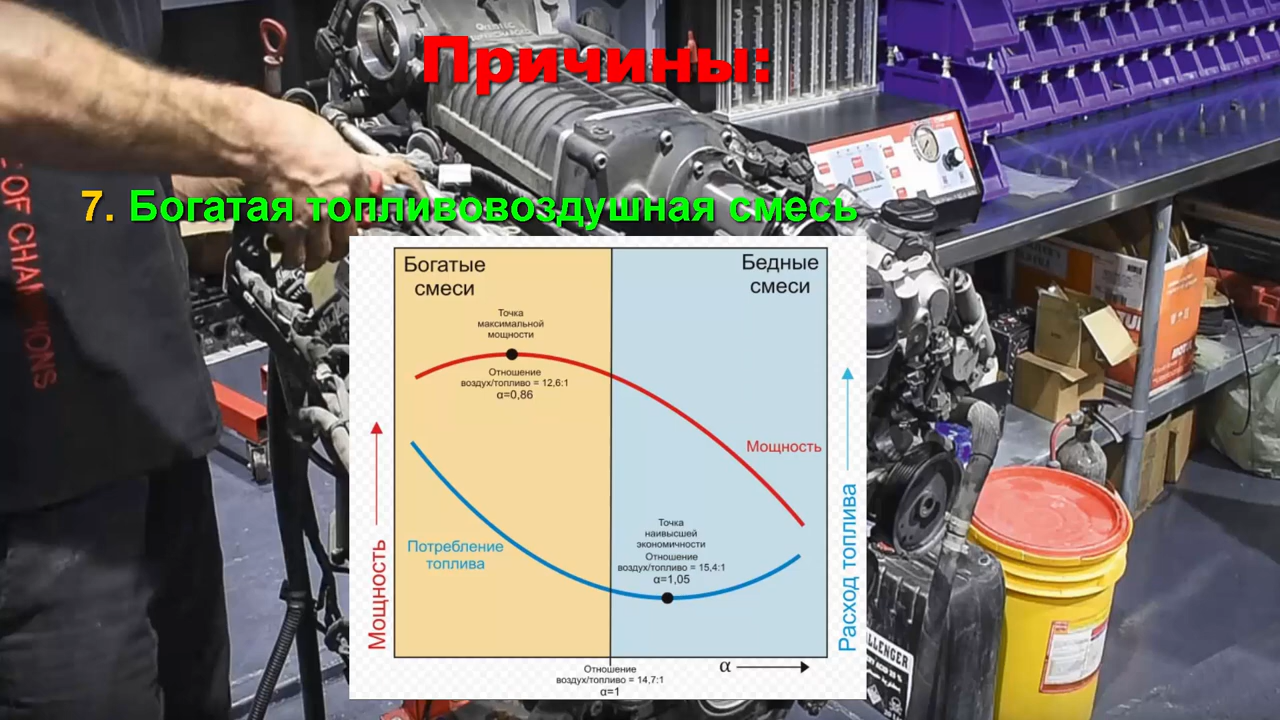 Причины:
7. Богатая топливовоздушная смесь
Богатые
смеси
Бедные
смеси
Точка
максимальной
мощности
Отношение
воздух/топливо = 12,6:1
α=0,86
Мощность
Потребление
топлива
Точка
наивысшей
экономичности
Отношение
воздух/топливо = 15,4:1
α=1,05
Мощность
Расход топлива
α
Отношение
воздух/топливо = 14,7:1
α=1
OF CHAMPIONS